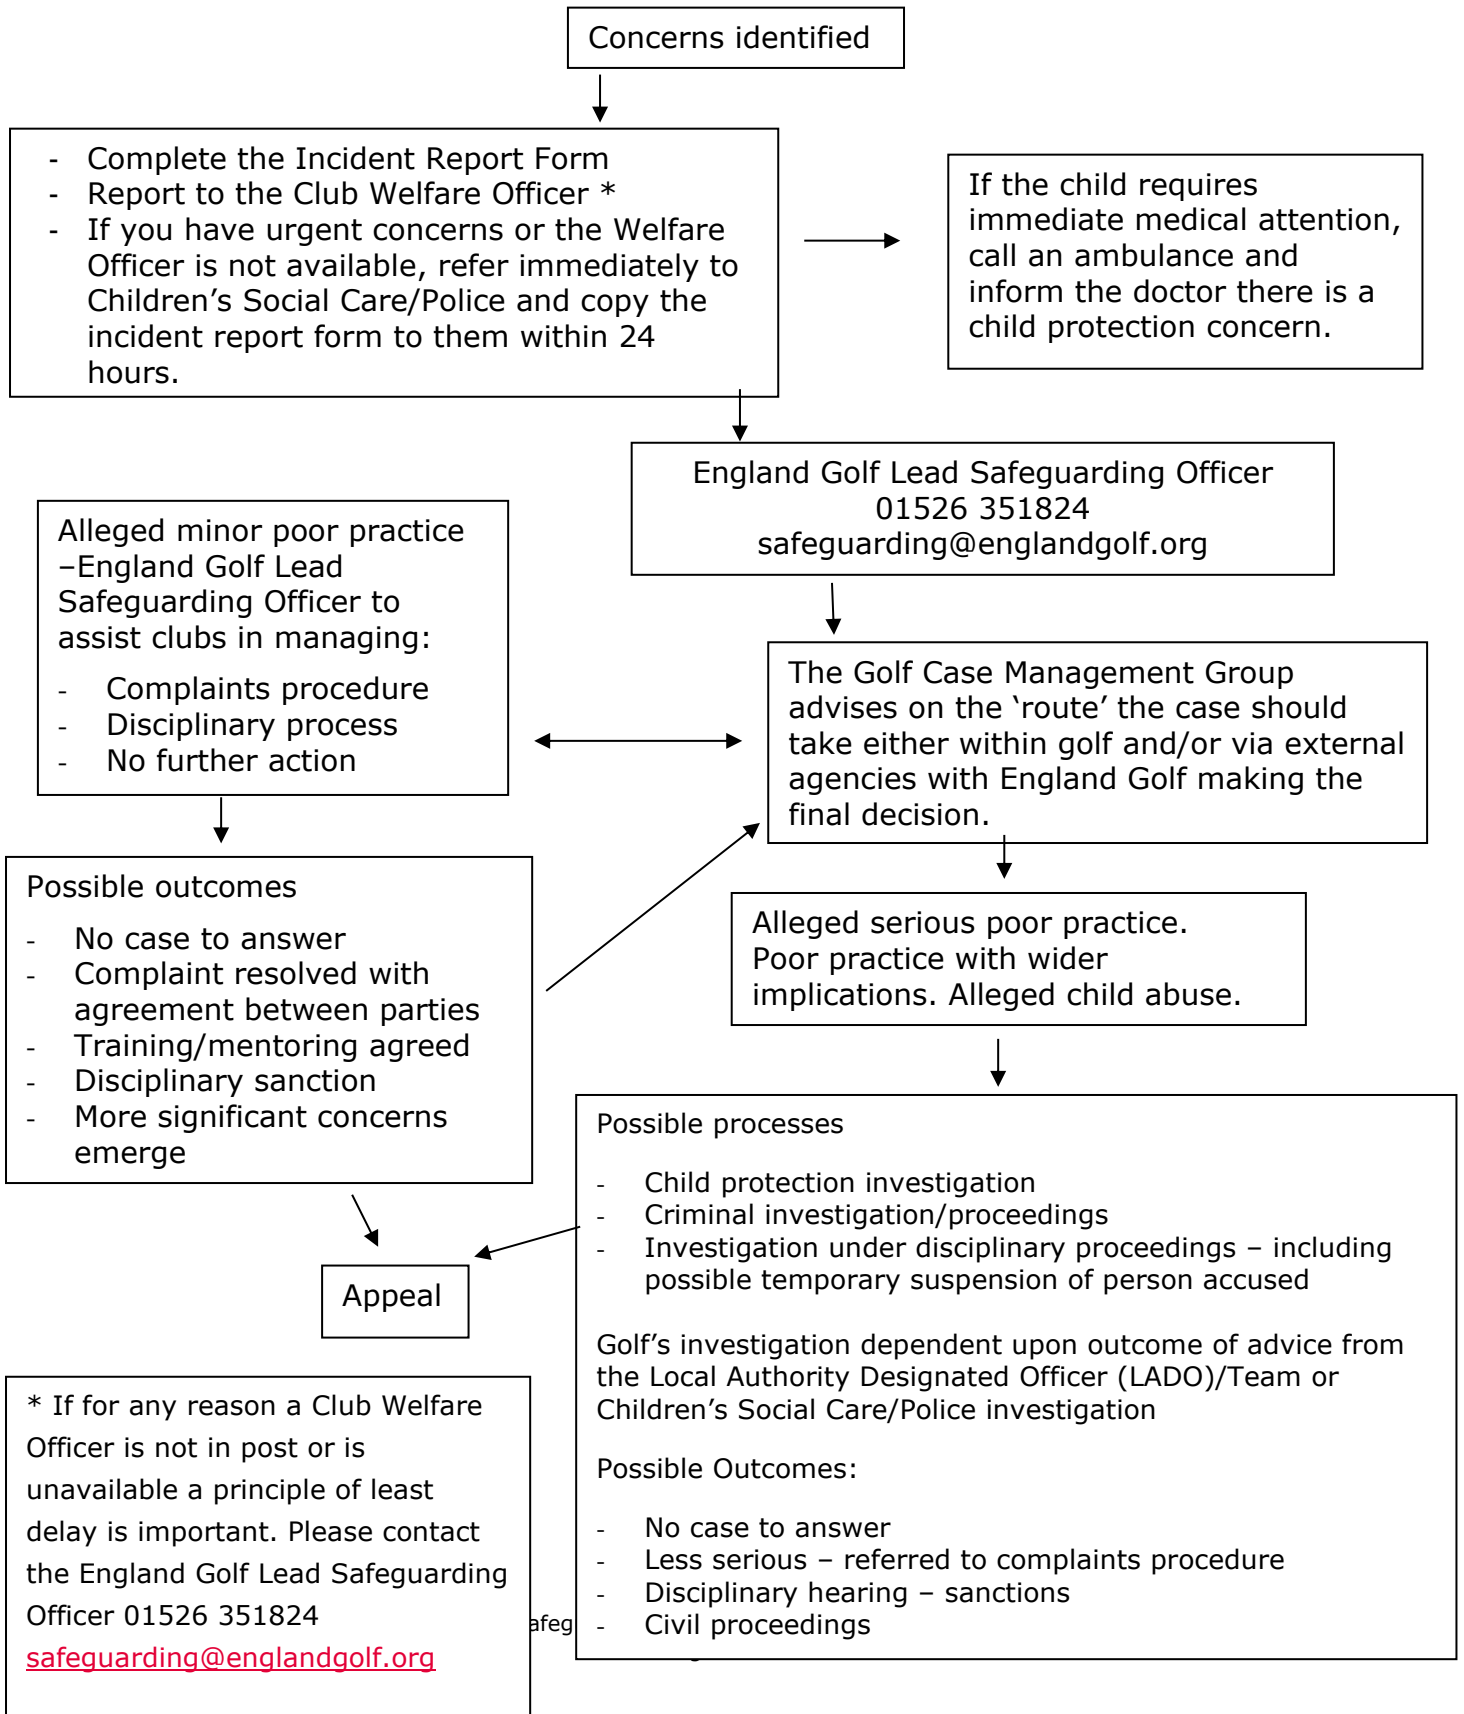 Concerns identified
- Complete the Incident Report Form
- Report to the Club Welfare Officer *
- If you have urgent concerns or the Welfare
Officer is not available, refer immediately to
Children’s Social Care/Police and copy the
incident report form to them within 24
hours.
If the child requires
immediate medical attention,
call an ambulance and
inform the doctor there is a
child protection concern.
England Golf Lead Safeguarding Officer
01526 351824
safeguarding@englandgolf.org
Alleged minor poor practice
–England Golf Lead
Safeguarding Officer to
assist clubs in managing:
- Complaints procedure
- Disciplinary process
- No further action
The Golf Case Management Group
advises on the ‘route’ the case should
take either within golf and/or via external
agencies with England Golf making the
final decision.
Possible outcomes
- No case to answer
- Complaint resolved with
agreement between parties
- Training/mentoring agreed
- Disciplinary sanction
- More significant concerns
emerge
Alleged serious poor practice.
Poor practice with wider
implications. Alleged child abuse.
Possible processes
- Child protection investigation
- Criminal investigation/proceedings
- Investigation under disciplinary proceedings – including
possible temporary suspension of person accused
Golf’s investigation dependent upon outcome of advice from
the Local Authority Designated Officer (LADO)/Team or
Children’s Social Care/Police investigation
Possible Outcomes:
- No case to answer
- Less serious – referred to complaints procedure
- Disciplinary hearing – sanctions
- Civil proceedings
Appeal
* If for any reason a Club Welfare
Officer is not in post or is
unavailable a principle of least
delay is important. Please contact
the England Golf Lead Safeguarding
Officer 01526 351824
safeguarding@englandgolf.org
afeg